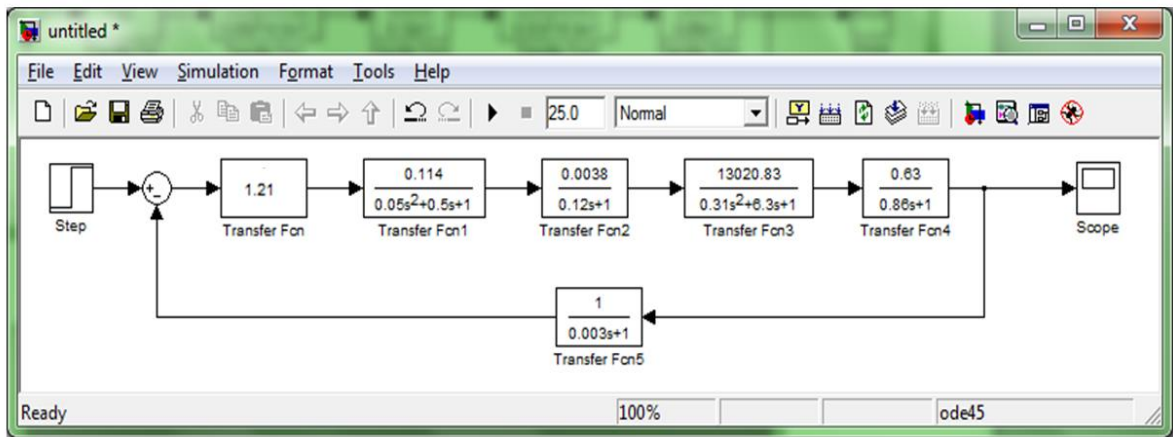 untitled *
File Edit View Simulation Format Tools Help
25.0 Normal
+
-
1.21
0.114
0.05s²+0.5s+1
0.0038
0.12s+1
13020.83
0.31s²+6.3s+1
0.63
0.86s+1
Step
Transfer Fcn
Transfer Fcn1
Transfer Fcn2
Transfer Fcn3
Transfer Fcn4
Scope
1
0.003s+1
Transfer Fcn5
Ready 100% ode45